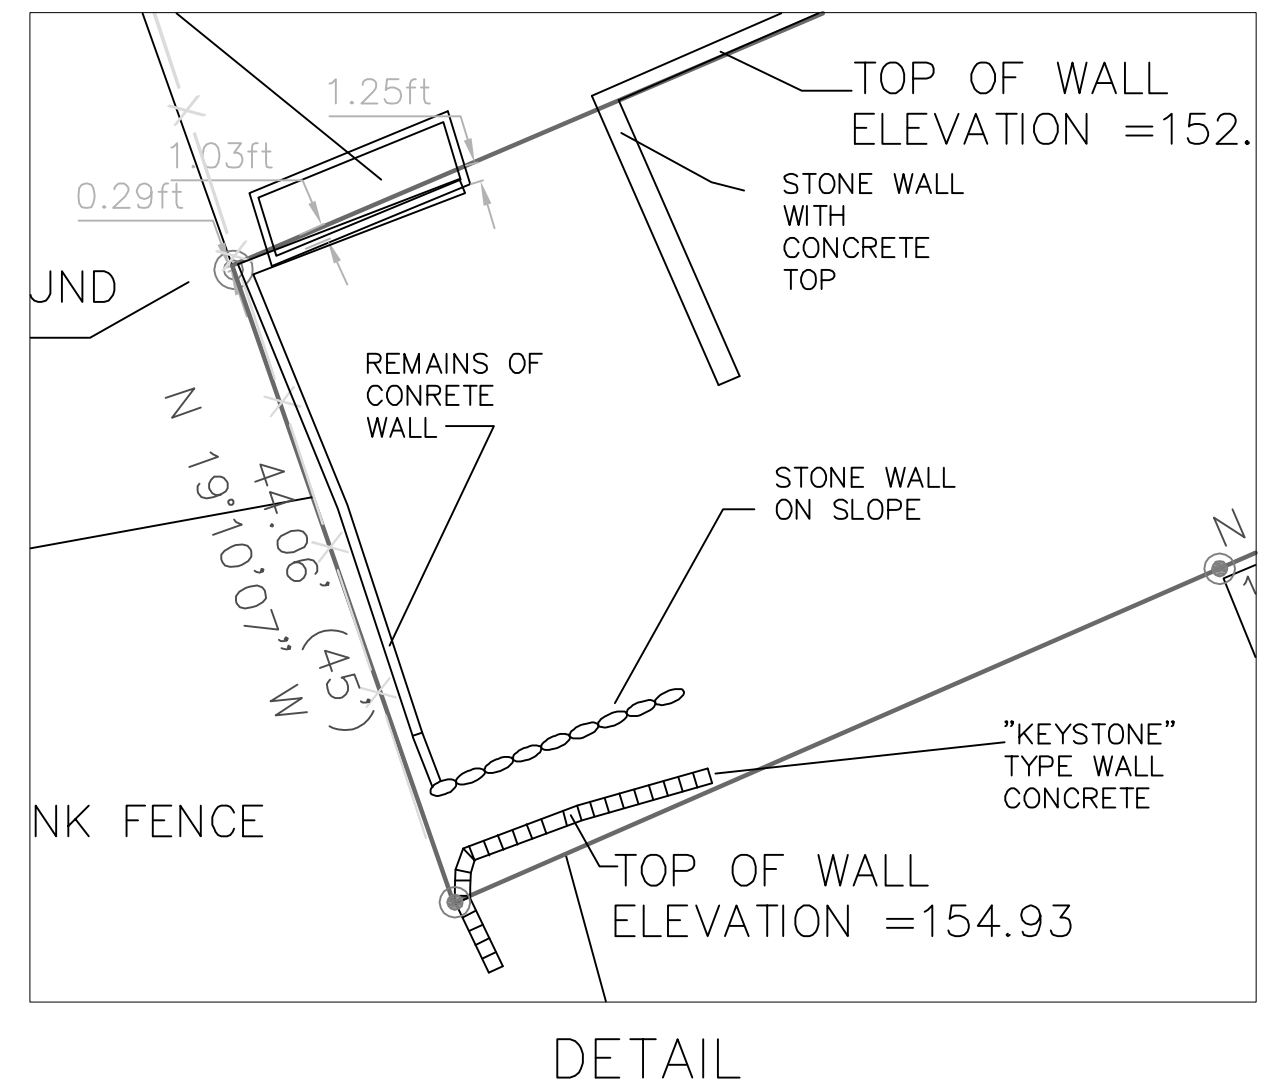 TOP OF WALL
ELEVATION =152.
1.25ft
1.03ft
0.29ft
STONE WALL
WITH
CONCRETE
TOP
UND
REMAINS OF
CONRETE
WALL
N 19°10'07" W
44.06' (45')
STONE WALL
ON SLOPE
N
"KEYSTONE"
TYPE WALL
CONCRETE
NK FENCE
TOP OF WALL
ELEVATION =154.93
DETAIL